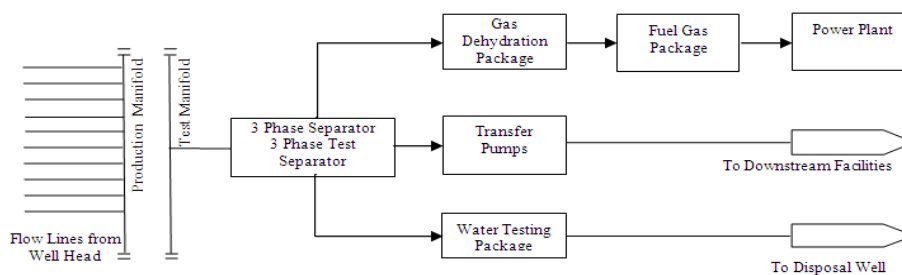 Flow Lines from
Well Head
Production Manifold
Test Manifold
3 Phase Separator
3 Phase Test
Separator
Gas
Dehydration
Package
Fuel Gas
Package
Power Plant
Transfer
Pumps
To Downstream Facilities
Water Testing
Package
To Disposal Well